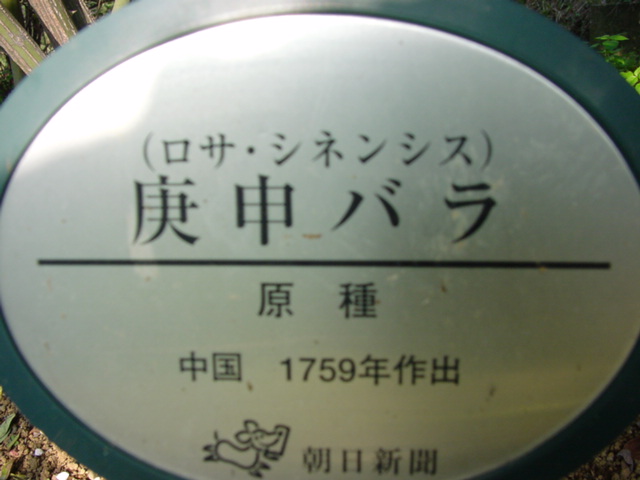 (ロサ・シネンシス)
庚申バラ
原種
中国 1759年作出
朝日新聞